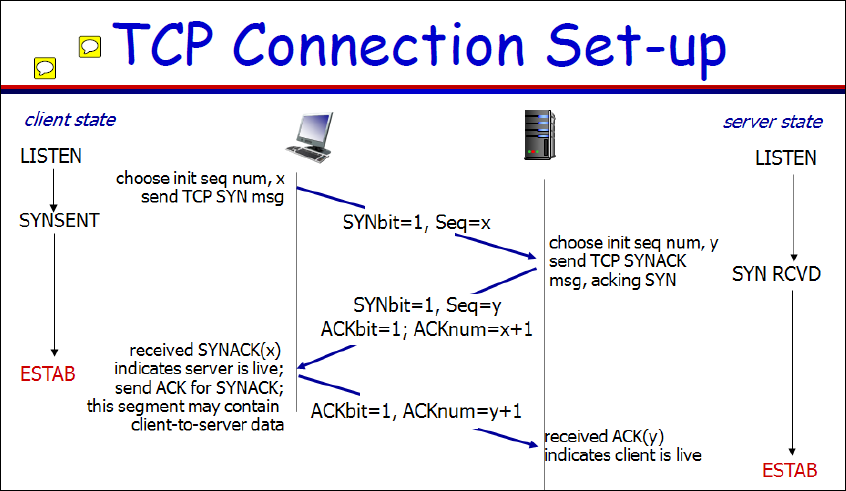 TCP Connection Set-up
client state
server state
LISTEN
LISTEN
choose init seq num, x
send TCP SYN msg
SYNSENT
SYNbit=1, Seq=x
choose init seq num, y
send TCP SYNACK
msg, acking SYN
SYN RCVD
SYNbit=1, Seq=y
ACKbit=1; ACKnum=x+1
received SYNACK(x)
indicates server is live;
send ACK for SYNACK;
this segment may contain
client-to-server data
ESTAB
ACKbit=1, ACKnum=y+1
received ACK(y)
indicates client is live
ESTAB